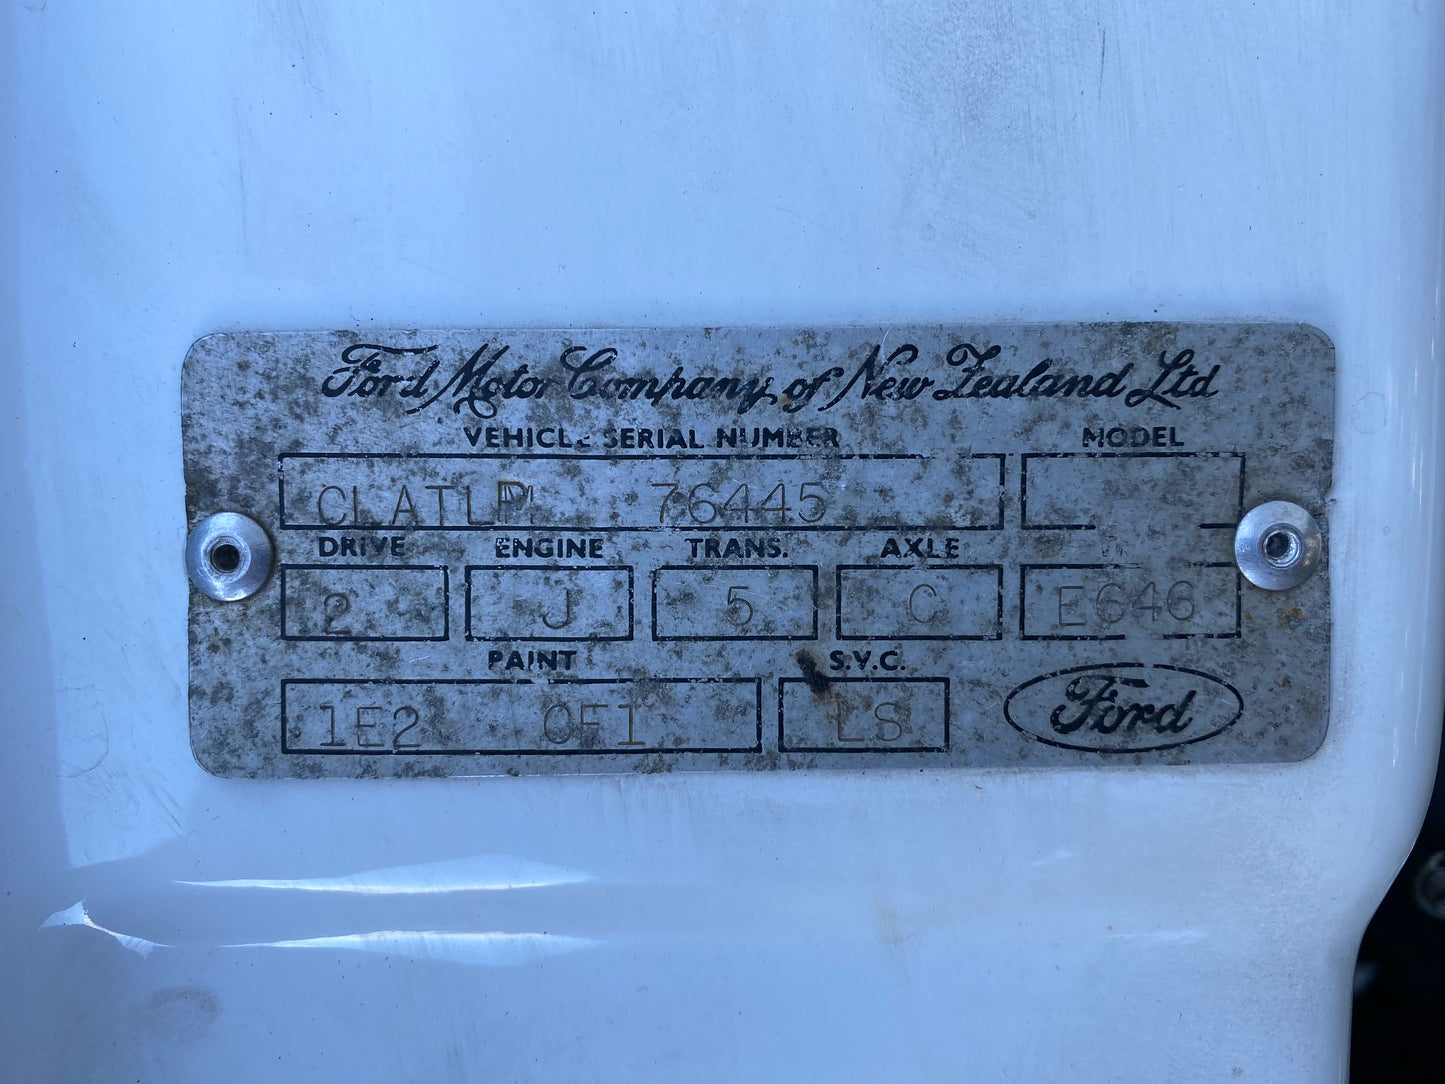 Ford Motor Company of New Zealand Ltd
VEHICLE SERIAL NUMBER MODEL
CLATLP 76445
DRIVE ENGINE TRANS. AXLE
2 J 5 C E646
PAINT S.V.C.
1E2 0F1 LS
Ford